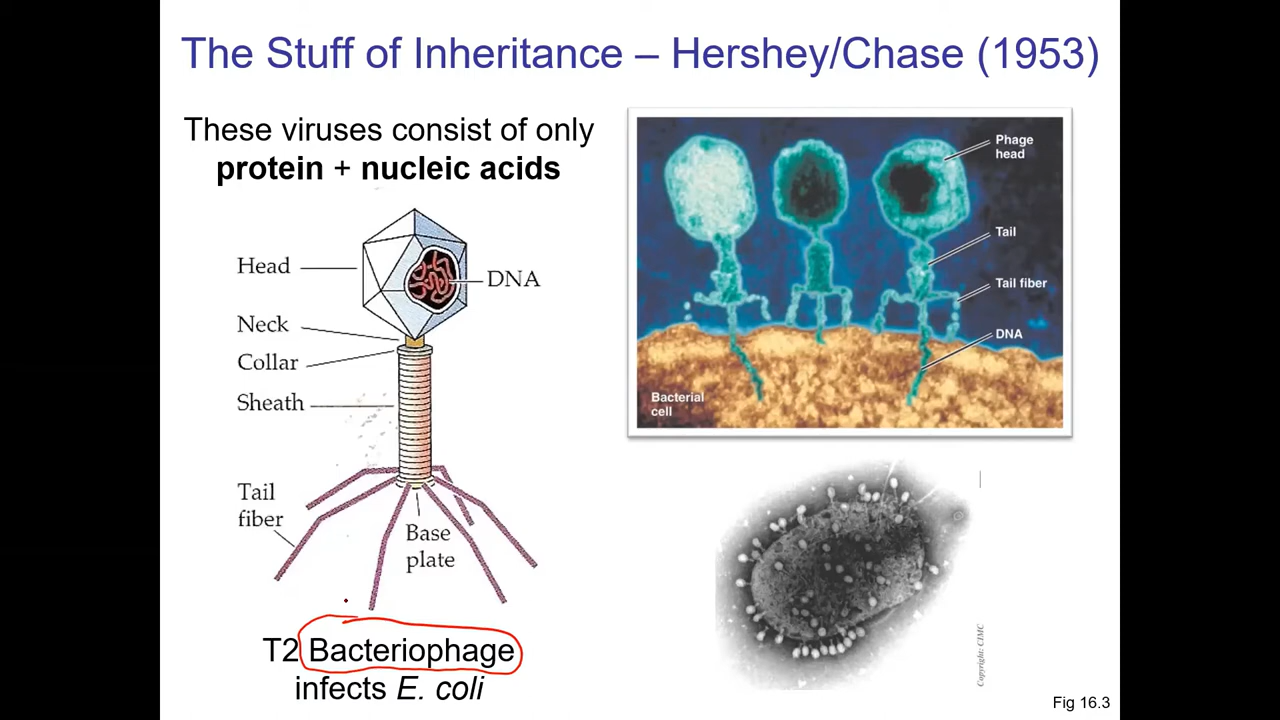 The Stuff of Inheritance – Hershey/Chase (1953)
These viruses consist of only
protein + nucleic acids
Head
DNA
Neck
Collar
Sheath
Tail
fiber
Base
plate
T2 Bacteriophage
infects E. coli
Phage
head
Tail
Tail fiber
DNA
Bacterial
cell
Copyright: CIMC
Fig 16.3